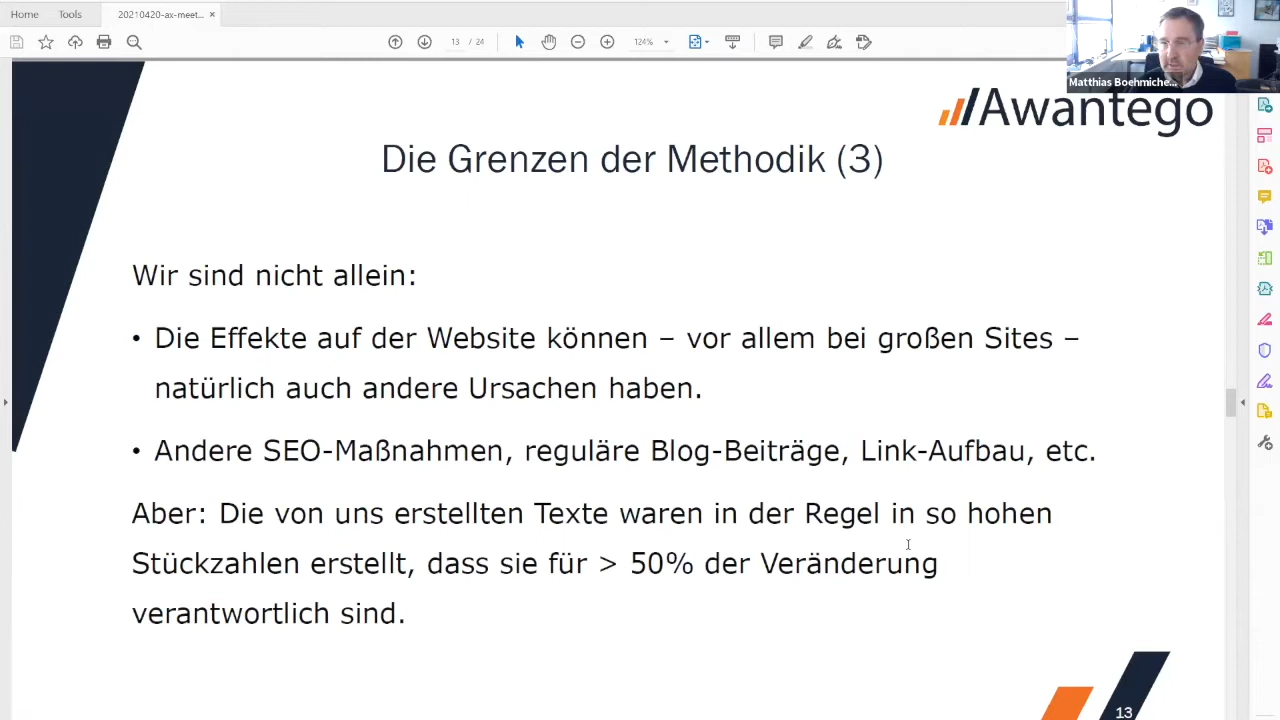 Home Tools 20210420-ax-meet... ×
13 / 24 124%
Matthias Boehmiche...
Awantego
Die Grenzen der Methodik (3)
Wir sind nicht allein:
• Die Effekte auf der Website können – vor allem bei großen Sites –
natürlich auch andere Ursachen haben.
• Andere SEO-Maßnahmen, reguläre Blog-Beiträge, Link-Aufbau, etc.
Aber: Die von uns erstellten Texte waren in der Regel in so hohen
Stückzahlen erstellt, dass sie für > 50% der Veränderung
verantwortlich sind.
13